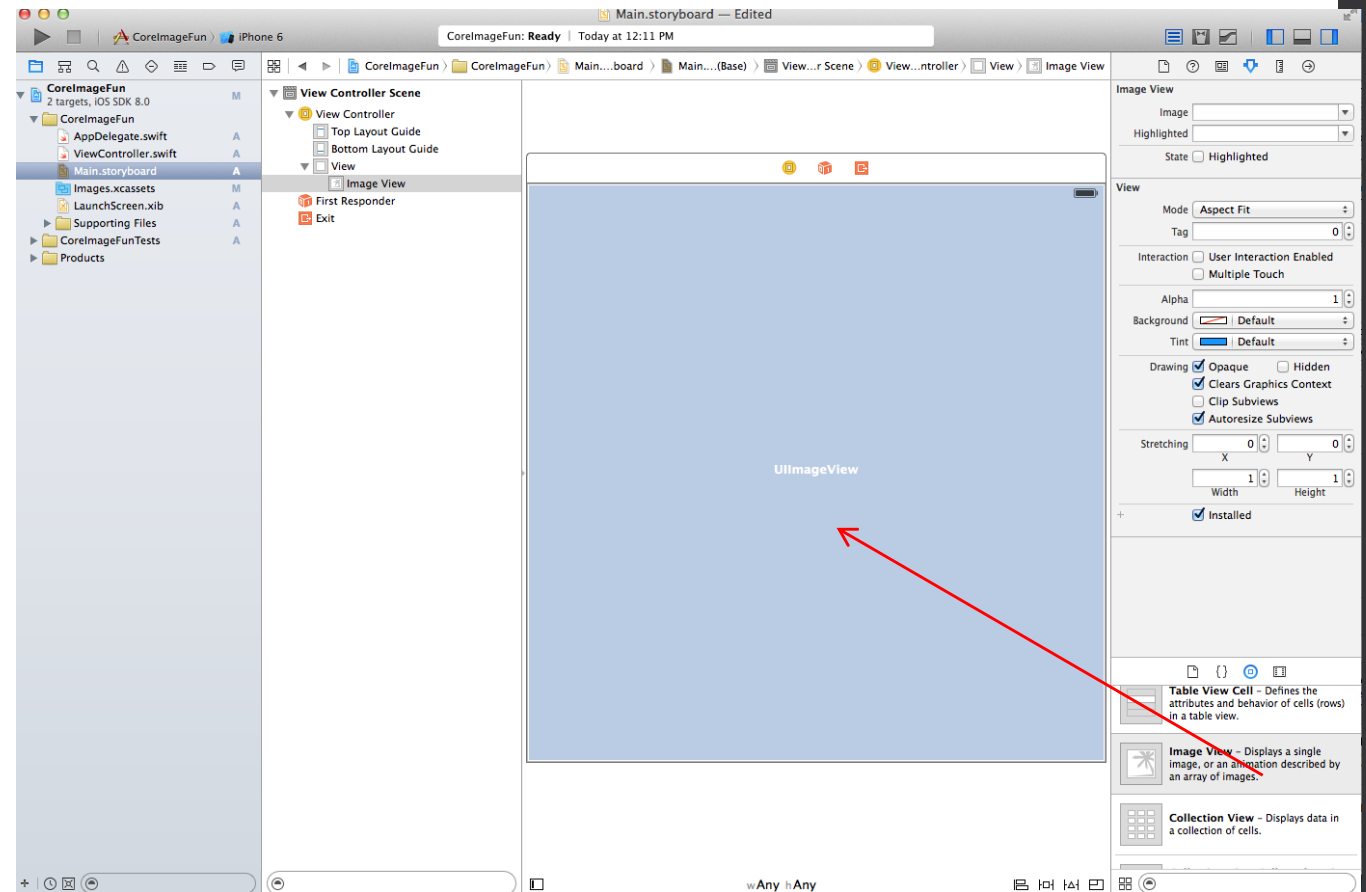 Main.storyboard — Edited
CoreImageFun 〉 iPhone 6
CoreImageFun: Ready | Today at 12:11 PM
CoreImageFun 〉 CoreImageFun 〉 Main....board 〉 Main....(Base) 〉 View...r Scene 〉 View...ntroller 〉 View 〉 Image View
CoreImageFun M
2 targets, iOS SDK 8.0
CoreImageFun
AppDelegate.swift A
ViewController.swift A
Main.storyboard A
Images.xcassets M
LaunchScreen.xib A
Supporting Files A
CoreImageFunTests A
Products
View Controller Scene
View Controller
Top Layout Guide
Bottom Layout Guide
View
Image View
First Responder
Exit
UIImageView
wAny hAny
Image View
Image
Highlighted
State Highlighted
View
Mode Aspect Fit
Tag 0
Interaction User Interaction Enabled
Multiple Touch
Alpha 1
Background Default
Tint Default
Drawing Opaque Hidden
Clears Graphics Context
Clip Subviews
Autoresize Subviews
Stretching 0 0
X Y
1 1
Width Height
Installed
Table View Cell – Defines the
attributes and behavior of cells (rows)
in a table view.
Image View – Displays a single
image, or an animation described by
an array of images.
Collection View – Displays data in
a collection of cells.